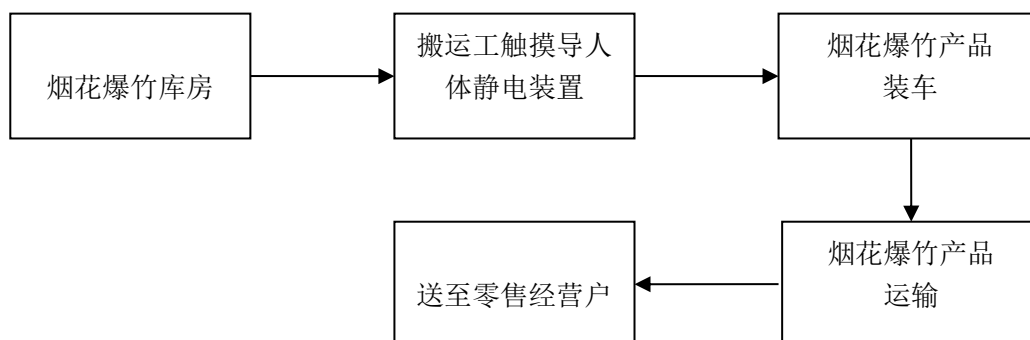 烟花爆竹库房
搬运工触摸导人
体静电装置
烟花爆竹产品
装车
烟花爆竹产品
运输
送至零售经营户